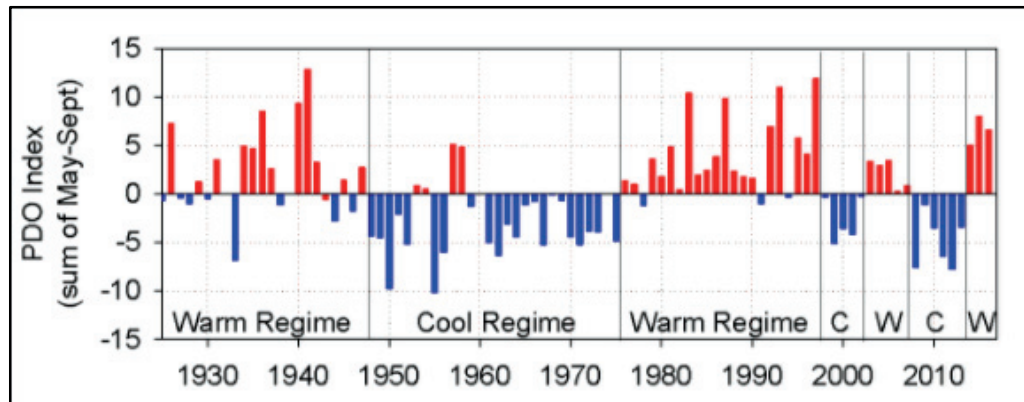 PDO Index
(sum of May-Sept)
15
10
5
0
-5
-10
-15
Warm Regime
Cool Regime
Warm Regime
C
W
C
W
1930 1940 1950 1960 1970 1980 1990 2000 2010